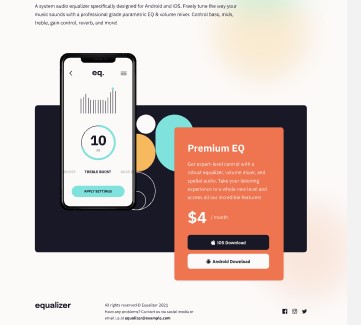 A system audio equalizer specifically designed for Android and iOS. Freely tune the way your
music sounds with a professional grade parametric EQ & volume mixer. Control bass, mids,
treble, gain control, reverb, and more!
eq.
10
TREBLE BOOST
APPLY SETTINGS
Premium EQ
Get expert-level control with a
robust equalizer, volume mixer, and
spatial audio. Take your listening
experience to a whole new level and
access all our incredible features!
$4 / month
iOS Download
Android Download
equalizer
All rights reserved © Equalizer 2021
Have any problems? Contact us via social media or
email us at equalizer@example.com